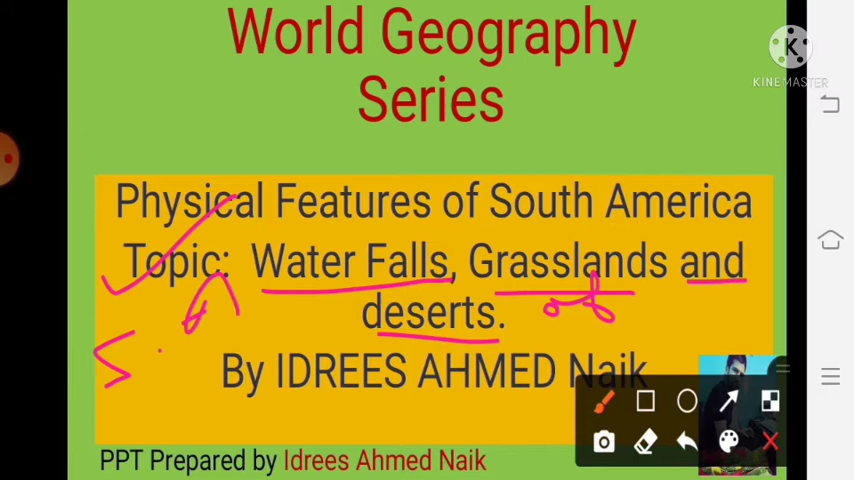 World Geography
Series
K
KINEMASTER
Physical Features of South America
Topic: Water Falls, Grasslands and
deserts.
By IDREES AHMED Naik
PPT Prepared by Idrees Ahmed Naik